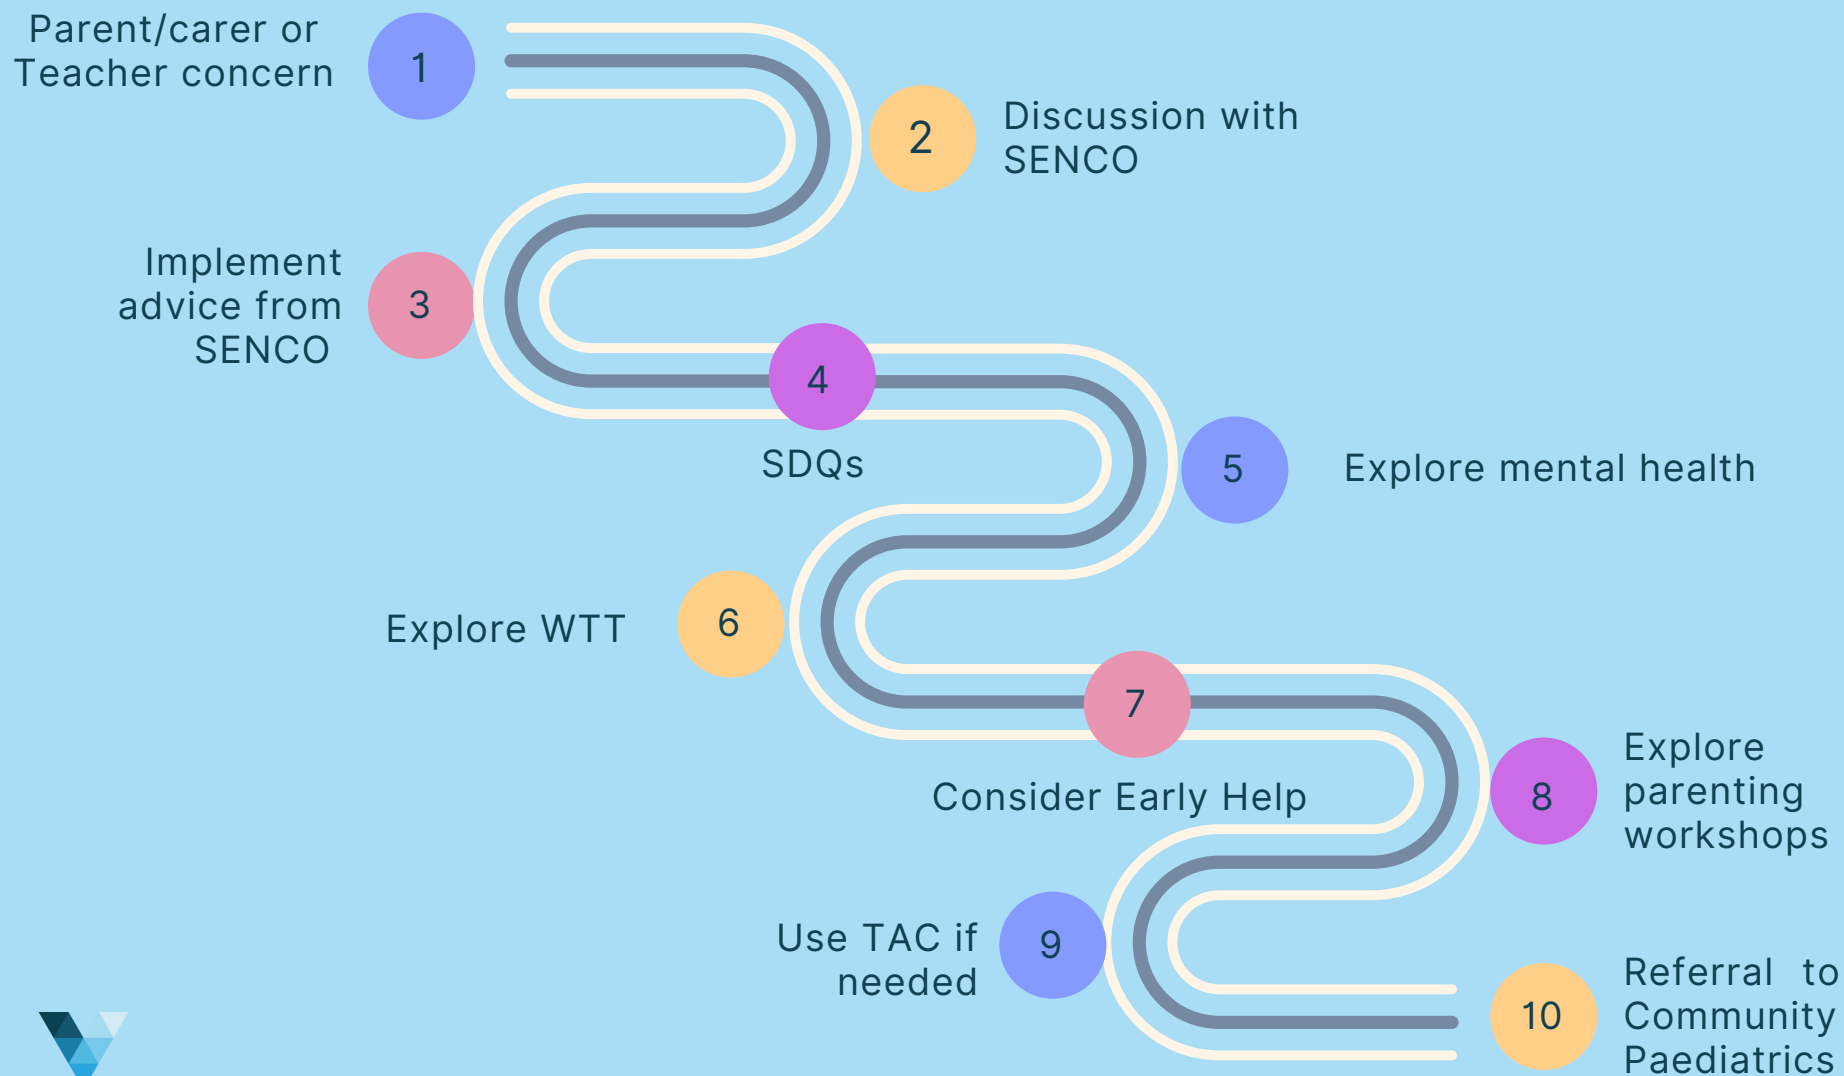 Parent/carer or
Teacher concern
1
2
Discussion with
SENCO
Implement
advice from
SENCO
3
4
SDQs
5
Explore mental health
Explore WTT
6
7
Consider Early Help
8
Explore
parenting
workshops
Use TAC if
needed
9
10
Referral to
Community
Paediatrics